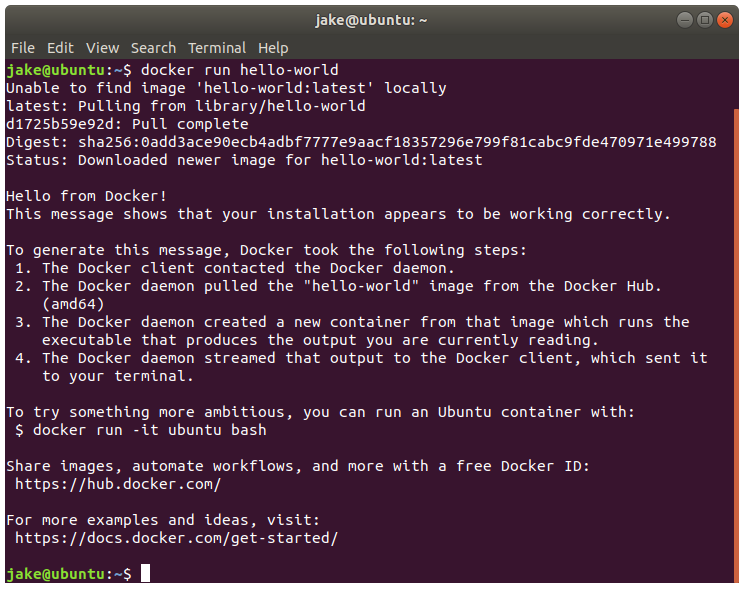 jake@ubuntu: ~
File Edit View Search Terminal Help
jake@ubuntu:~$ docker run hello-world
Unable to find image 'hello-world:latest' locally
latest: Pulling from library/hello-world
d1725b59e92d: Pull complete
Digest: sha256:0add3ace90ecb4adbf7777e9aacf18357296e799f81cabc9fde470971e499788
Status: Downloaded newer image for hello-world:latest

Hello from Docker!
This message shows that your installation appears to be working correctly.

To generate this message, Docker took the following steps:
 1. The Docker client contacted the Docker daemon.
 2. The Docker daemon pulled the "hello-world" image from the Docker Hub.
    (amd64)
 3. The Docker daemon created a new container from that image which runs the
    executable that produces the output you are currently reading.
 4. The Docker daemon streamed that output to the Docker client, which sent it
    to your terminal.

To try something more ambitious, you can run an Ubuntu container with:
 $ docker run -it ubuntu bash

Share images, automate workflows, and more with a free Docker ID:
 https://hub.docker.com/

For more examples and ideas, visit:
 https://docs.docker.com/get-started/

jake@ubuntu:~$